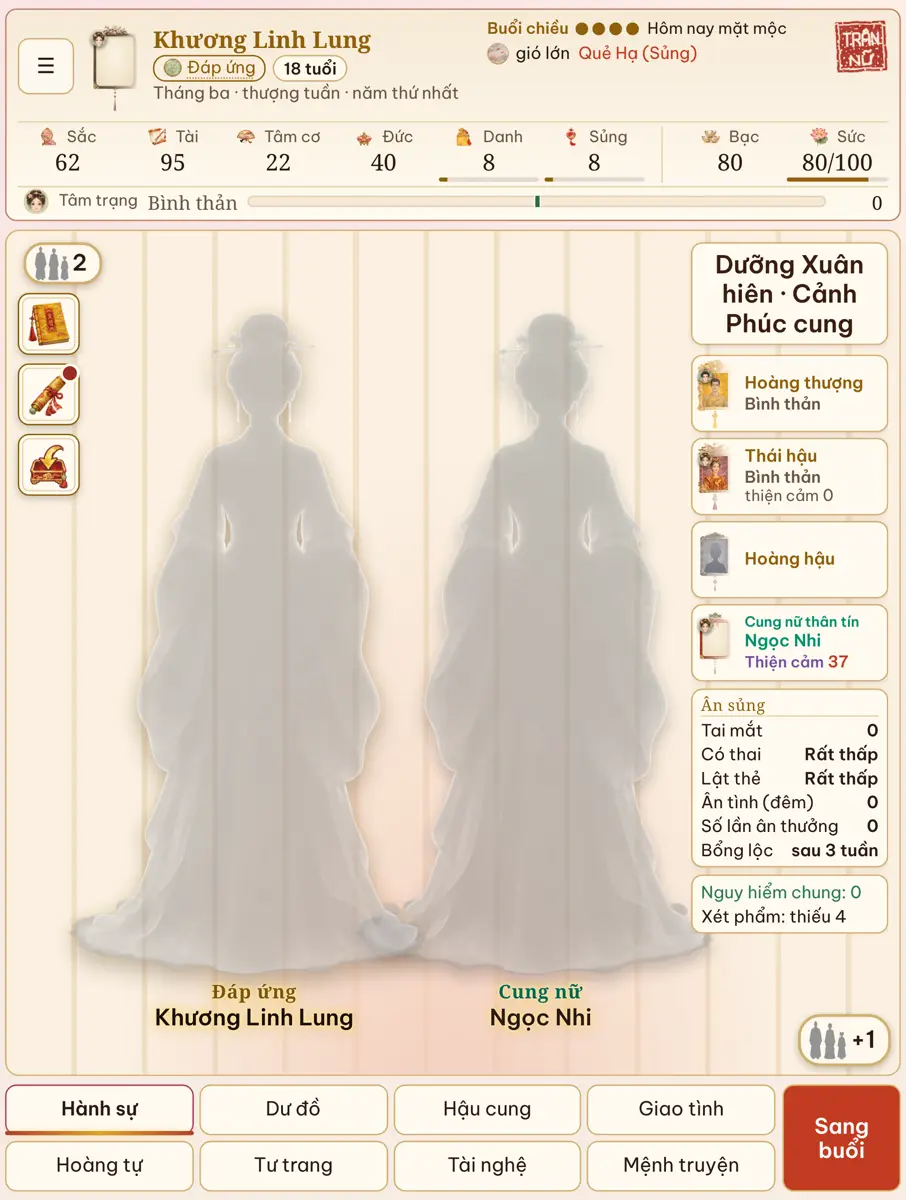 Khương Linh Lung
Đáp ứng
18 tuổi
Tháng ba · thượng tuần · năm thứ nhất
Buổi chiều
Hôm nay mặt mộc
gió lớn
Quẻ Hạ (Sủng)
TRÂN
NỮ
Sắc
62
Tài
95
Tâm cơ
22
Đức
40
Danh
8
Sủng
8
Bạc
80
Sức
80/100
Tâm trạng
Bình thản
0
2
Dưỡng Xuân
hiên · Cảnh
Phúc cung
Hoàng thượng
Bình thản
Thái hậu
Bình thản
thiện cảm 0
Hoàng hậu
Cung nữ thân tín
Ngọc Nhi
Thiện cảm 37
Ân sủng
Tai mắt 0
Có thai Rất thấp
Lật thẻ Rất thấp
Ân tình (đêm) 0
Số lần ân thưởng 0
Bổng lộc sau 3 tuần
Nguy hiểm chung: 0
Xét phẩm: thiếu 4
Đáp ứng
Khương Linh Lung
Cung nữ
Ngọc Nhi
+1
Hành sự
Dư đồ
Hậu cung
Giao tình
Hoàng tự
Tư trang
Tài nghệ
Mệnh truyện
Sang
buổi